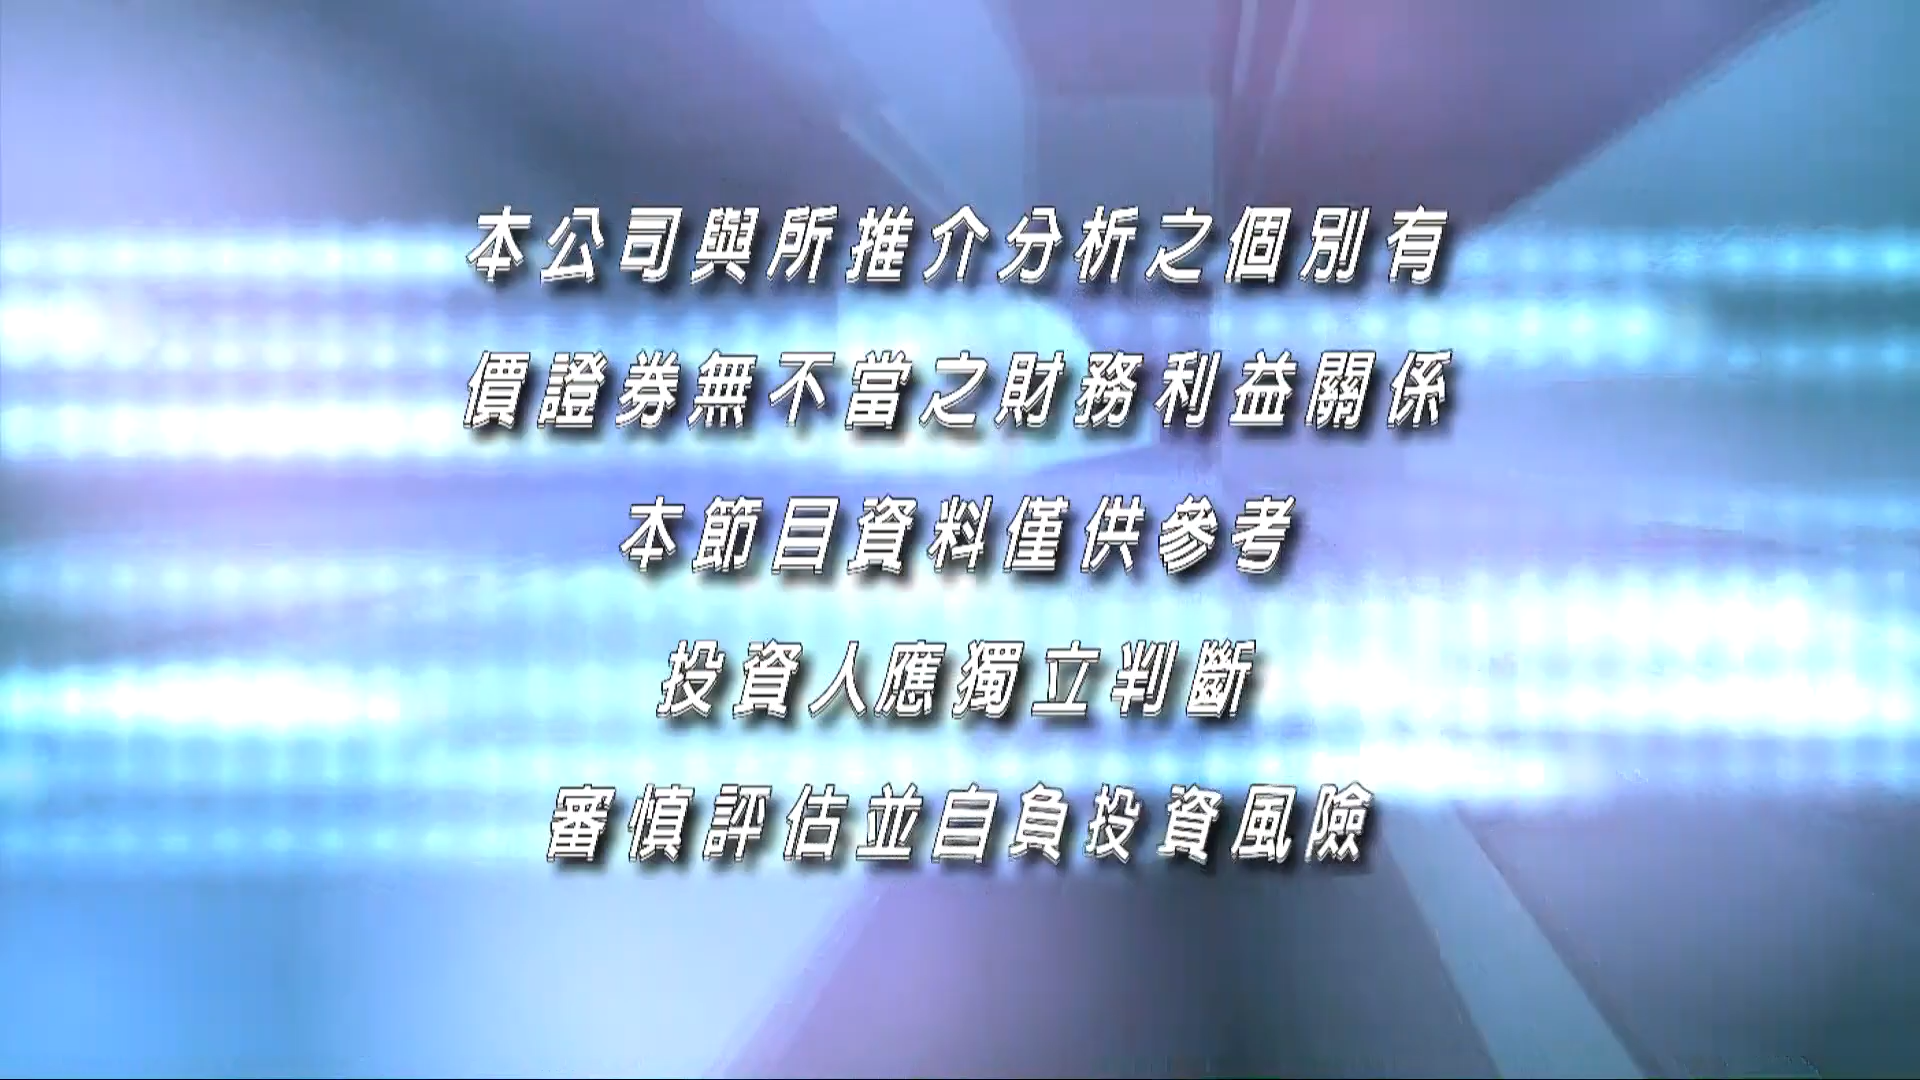 本公司與所推介分析之個別有
價證券無不當之財務利益關係
本節目資料僅供參考
投資人應獨立判斷
審慎評估並自負投資風險